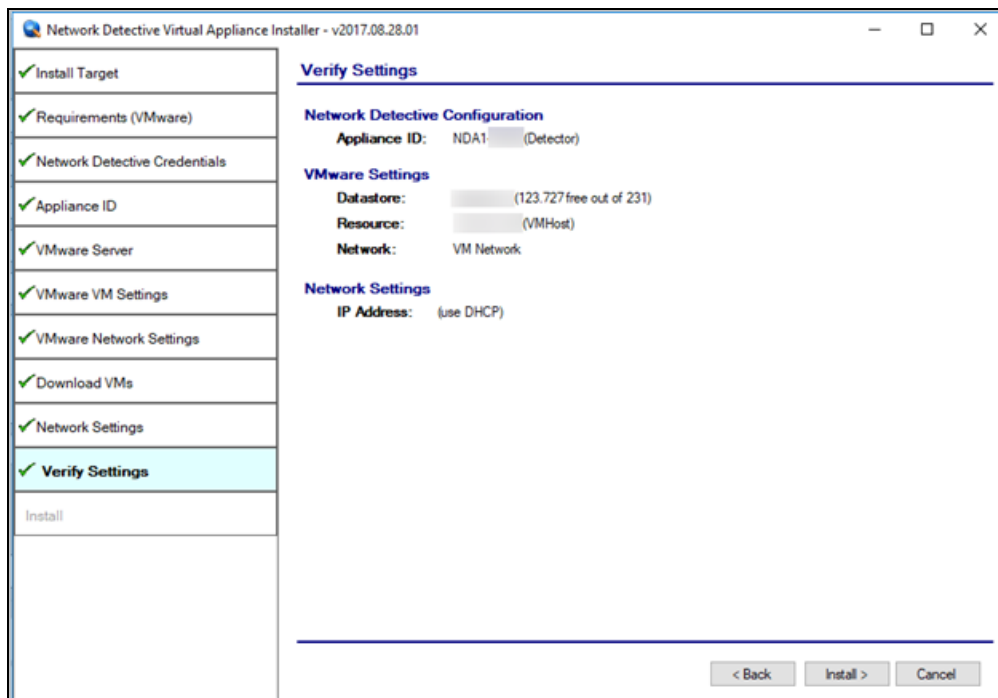 Network Detective Virtual Appliance Installer - v2017.08.28.01
Install Target
Requirements (VMware)
Network Detective Credentials
Appliance ID
VMware Server
VMware VM Settings
VMware Network Settings
Download VMs
Network Settings
Verify Settings
Install
Verify Settings
Network Detective Configuration
Appliance ID: NDA1- (Detector)
VMware Settings
Datastore: (123.727 free out of 231)
Resource: (VMHost)
Network: VM Network
Network Settings
IP Address: (use DHCP)
< Back Install > Cancel